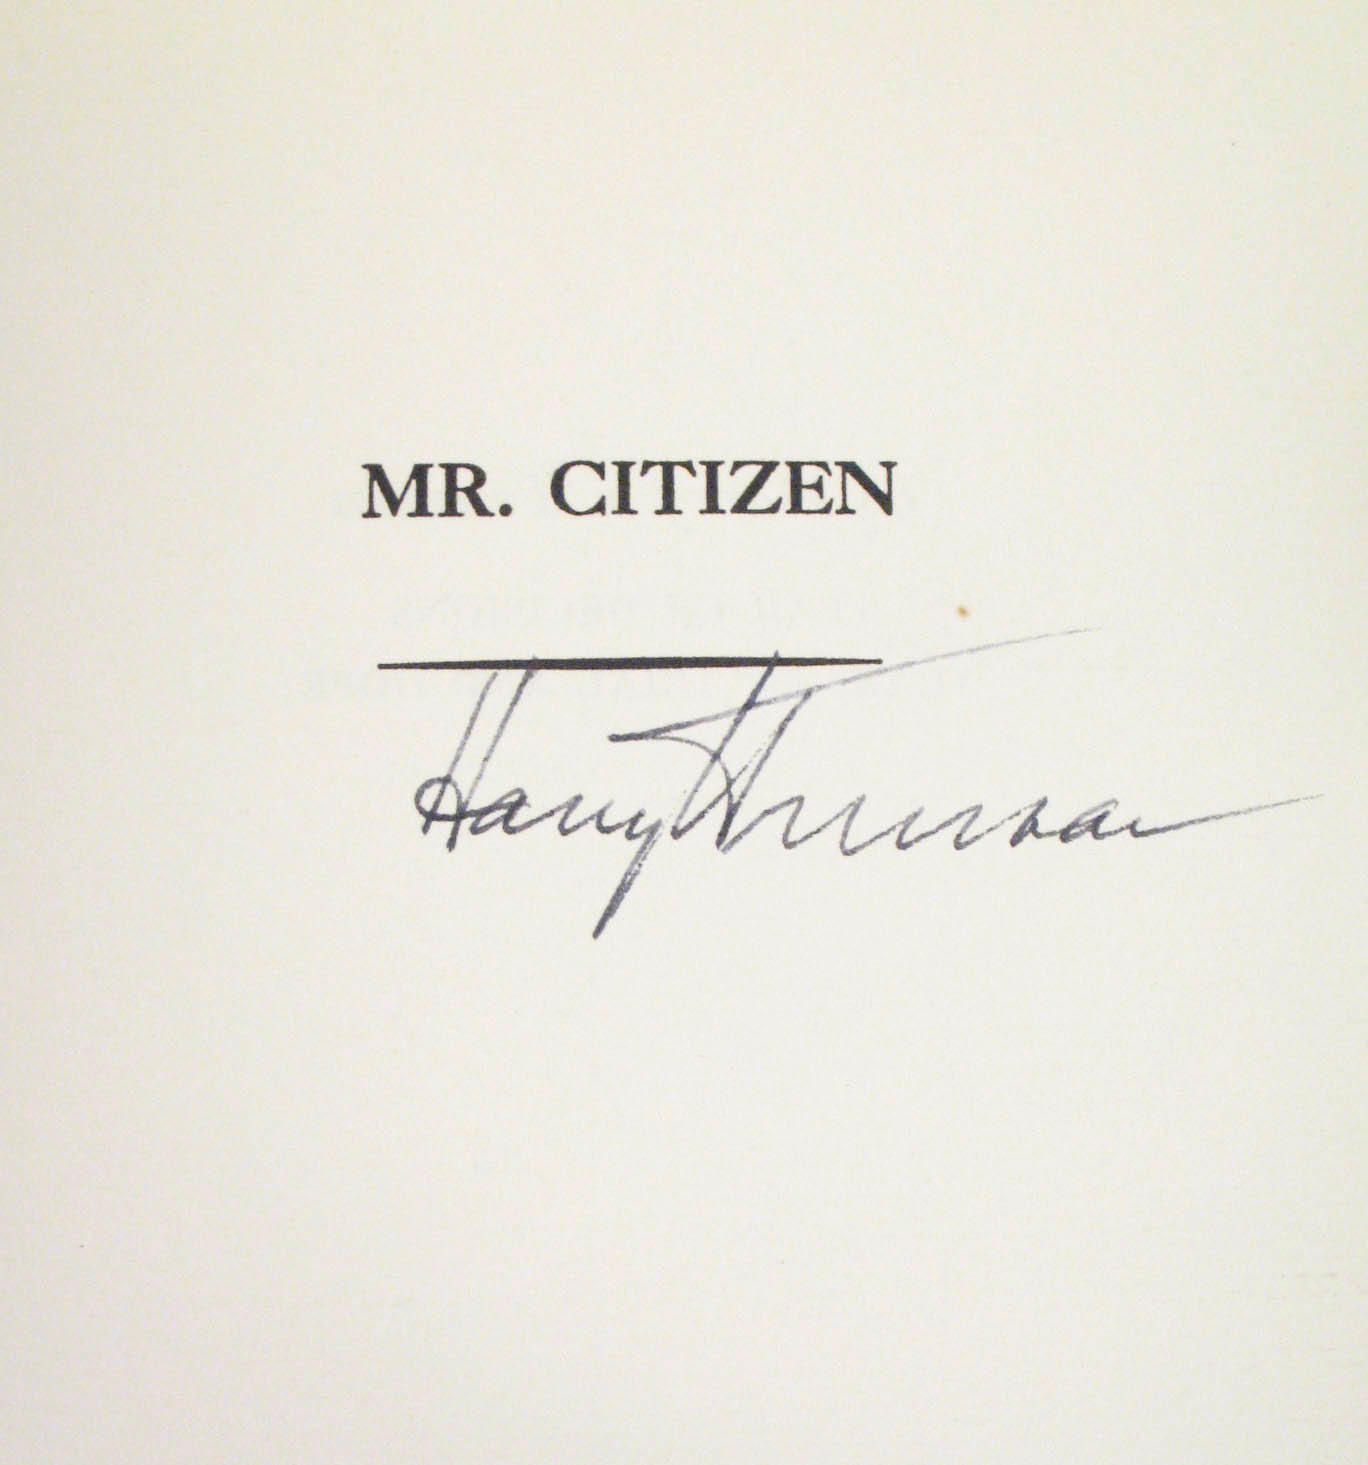 MR. CITIZEN
Harry Truman